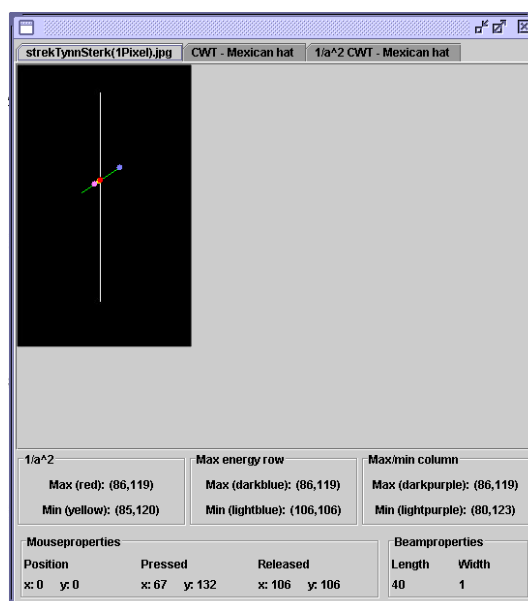 strekTynnSterk(1Pixel).jpg CWT - Mexican hat 1/a^2 CWT - Mexican hat
1/a^2 Max energy row Max/min column
Max (red): (86,119) Max (darkblue): (86,119) Max (darkpurple): (86,119)
Min (yellow): (85,120) Min (lightblue): (106,106) Min (lightpurple): (80,123)
Mouseproperties Beamproperties
Position Pressed Released Length Width
x: 0 y: 0 x: 67 y: 132 x: 106 y: 106 40 1